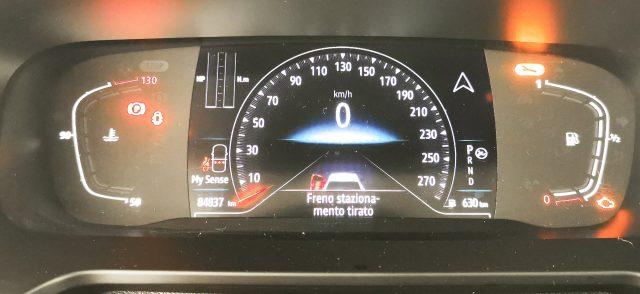 130
90
50
HP
N.m
My Sense
84837 km
10
30
50
70
90
110
130
150
170
190
210
230
250
270
km/h
0
Freno staziona-
mento tirato
P
R
N
D
630 km
1
1/2
0